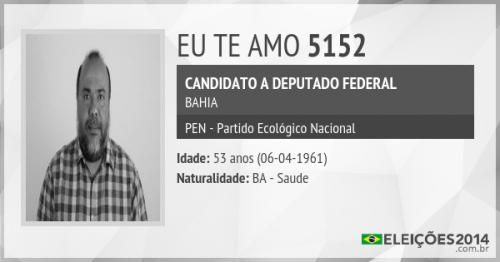 EU TE AMO 5152
CANDIDATO A DEPUTADO FEDERAL
BAHIA
PEN - Partido Ecológico Nacional
Idade: 53 anos (06-04-1961)
Naturalidade: BA - Saude
ELEIÇÕES2014
.com.br